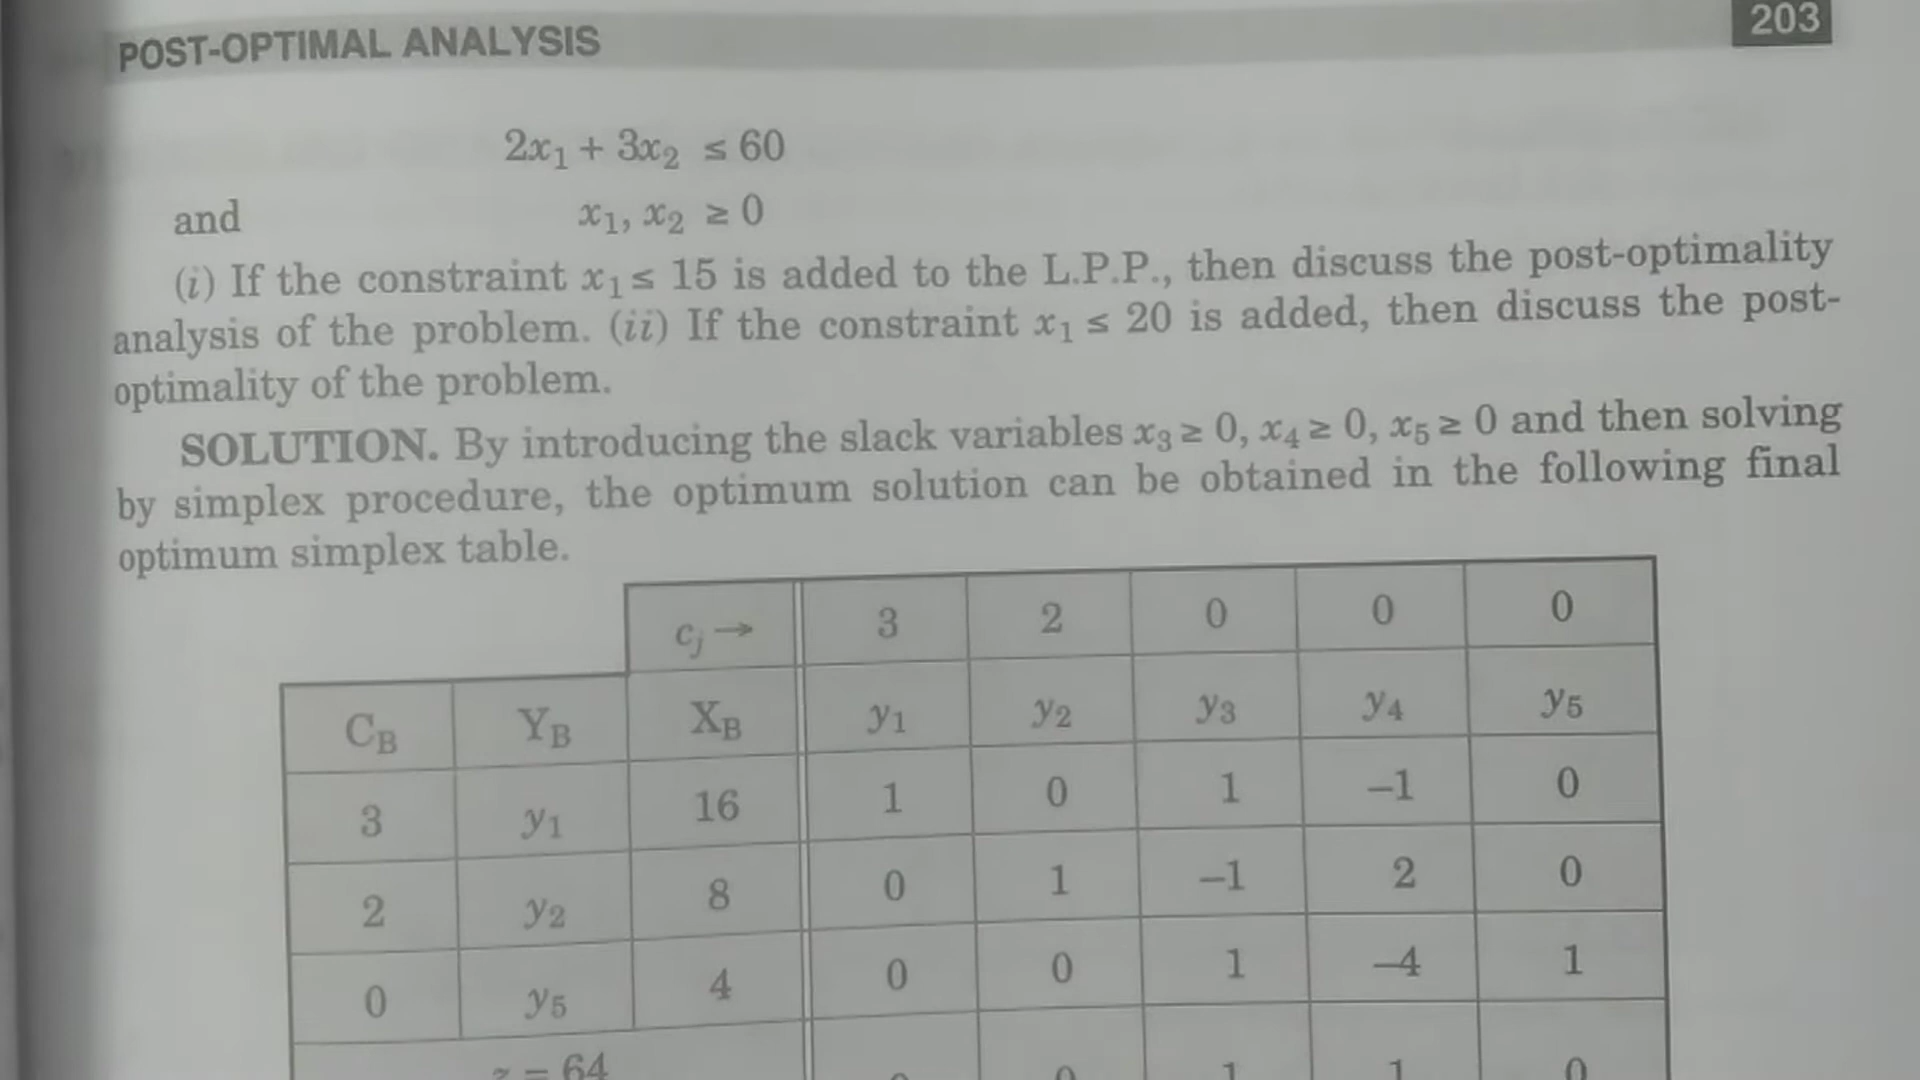 POST-OPTIMAL ANALYSIS 203
2x₁ + 3x₂ ≤ 60
and x₁, x₂ ≥ 0
(i) If the constraint x₁ ≤ 15 is added to the L.P.P., then discuss the post-optimality
analysis of the problem. (ii) If the constraint x₁ ≤ 20 is added, then discuss the post-
optimality of the problem.
SOLUTION. By introducing the slack variables x₃ ≥ 0, x₄ ≥ 0, x₅ ≥ 0 and then solving
by simplex procedure, the optimum solution can be obtained in the following final
optimum simplex table.
cⱼ → 3 2 0 0 0
C_B Y_B X_B y₁ y₂ y₃ y₄ y₅
3 y₁ 16 1 0 1 –1 0
2 y₂ 8 0 1 –1 2 0
0 y₅ 4 0 0 1 –4 1
z = 64 0 0 1 1 0